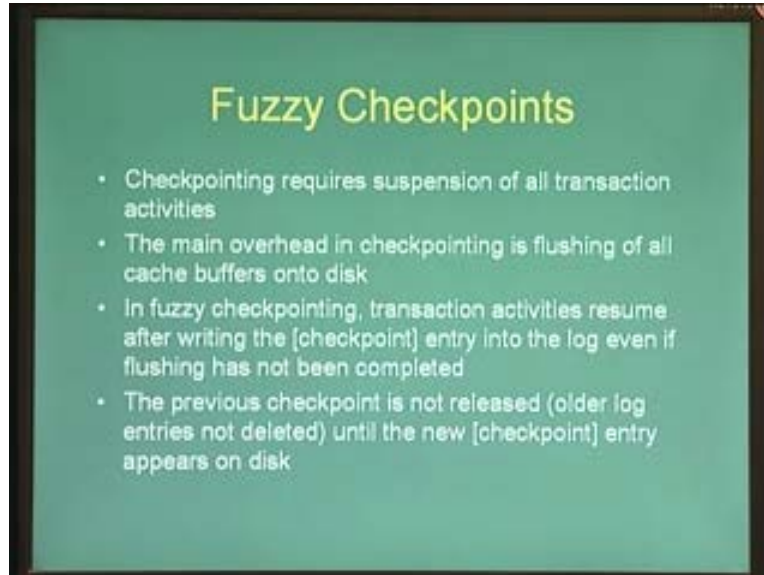 Fuzzy Checkpoints
• Checkpointing requires suspension of all transaction
activities
• The main overhead in checkpointing is flushing of all
cache buffers onto disk
• In fuzzy checkpointing, transaction activities resume
after writing the [checkpoint] entry into the log even if
flushing has not been completed
• The previous checkpoint is not released (older log
entries not deleted) until the new [checkpoint] entry
appears on disk